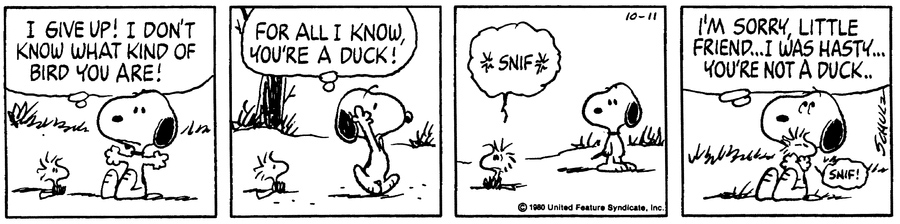 I GIVE UP! I DON'T
KNOW WHAT KIND OF
BIRD YOU ARE!
FOR ALL I KNOW,
YOU'RE A DUCK!
10-11
* SNIF *
© 1980 United Feature Syndicate, Inc.
I'M SORRY, LITTLE
FRIEND...I WAS HASTY...
YOU'RE NOT A DUCK..
SNIF!
SCHULZ